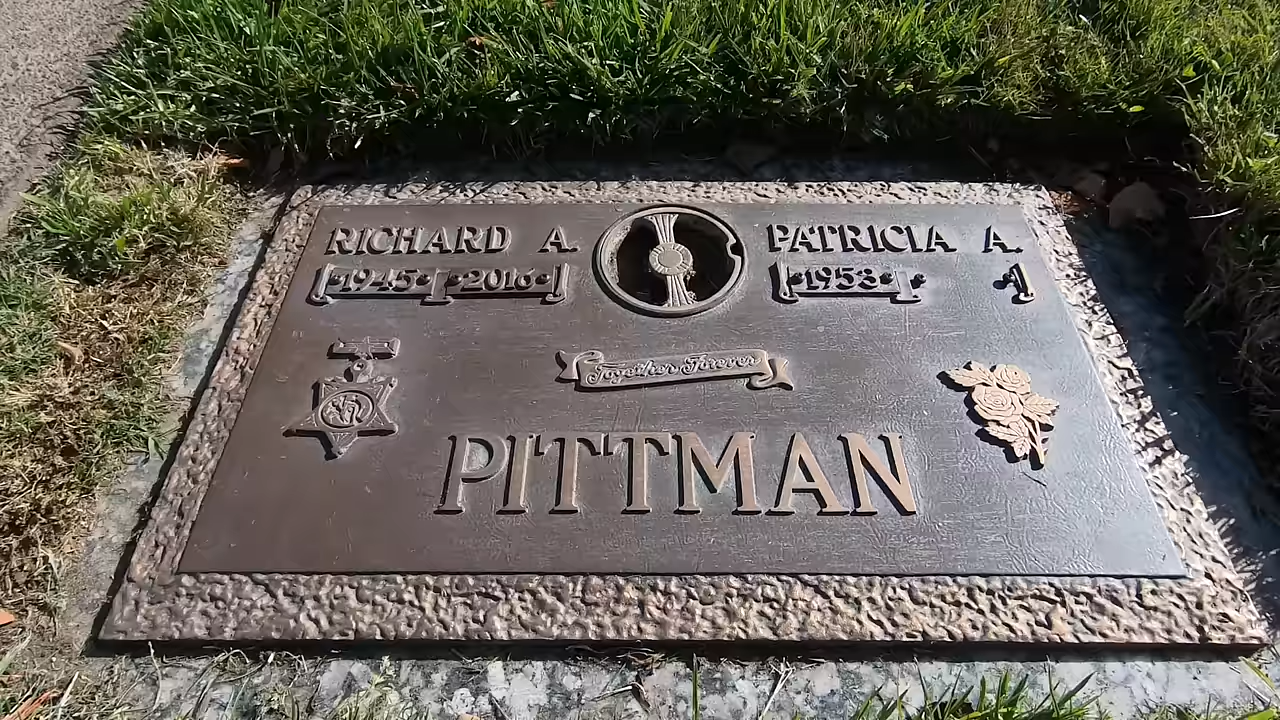 RICHARD A. PATRICIA A.
1945 2016 1953
Together Forever
PITTMAN